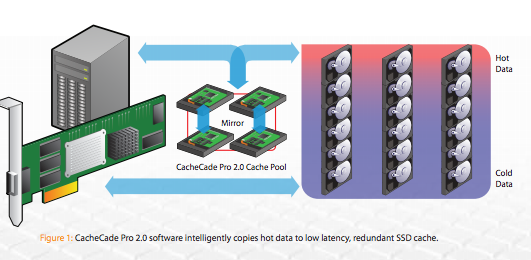 Hot
Data
Mirror
CacheCade Pro 2.0 Cache Pool
Cold
Data
Figure 1: CacheCade Pro 2.0 software intelligently copies hot data to low latency, redundant SSD cache.